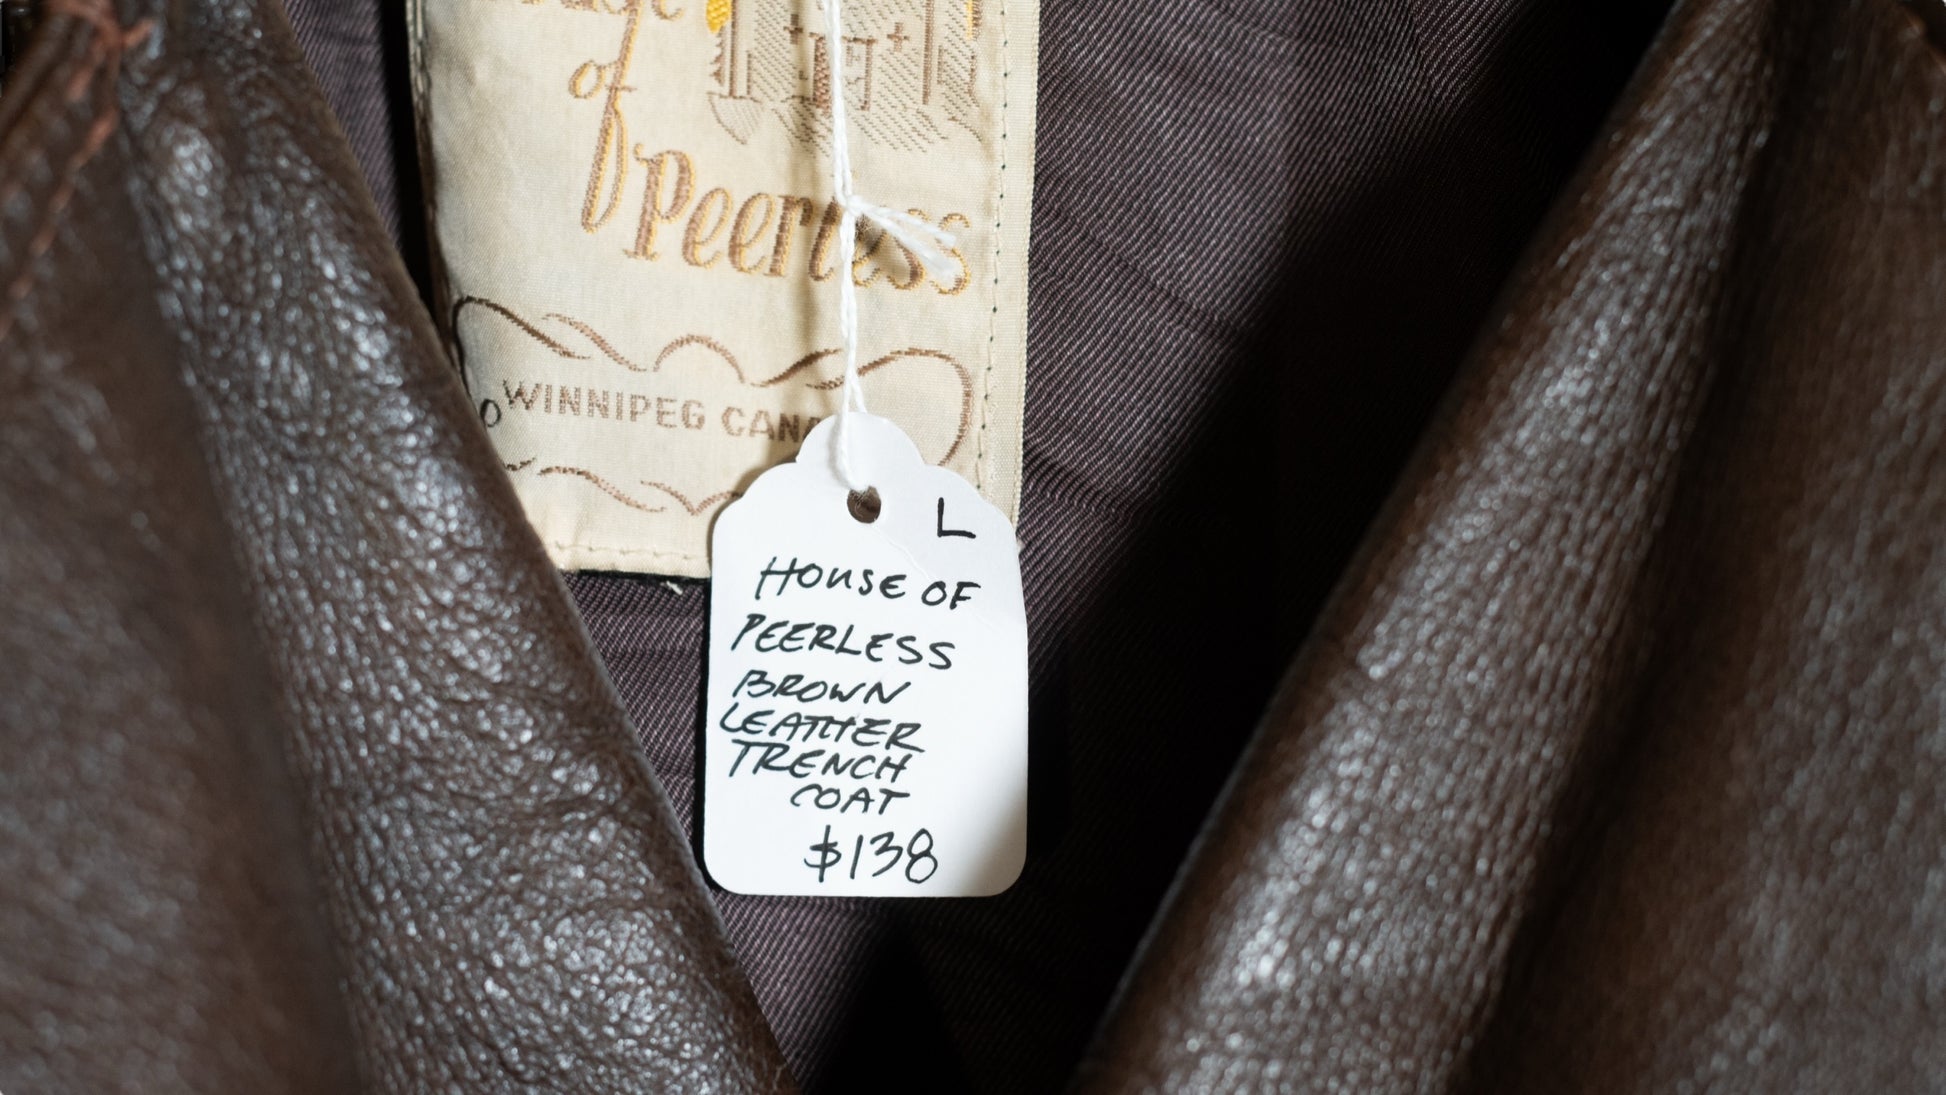 of
Peerless
WINNIPEG
L
HOUSE OF
PEERLESS
BROWN
LEATHER
TRENCH
COAT
$138